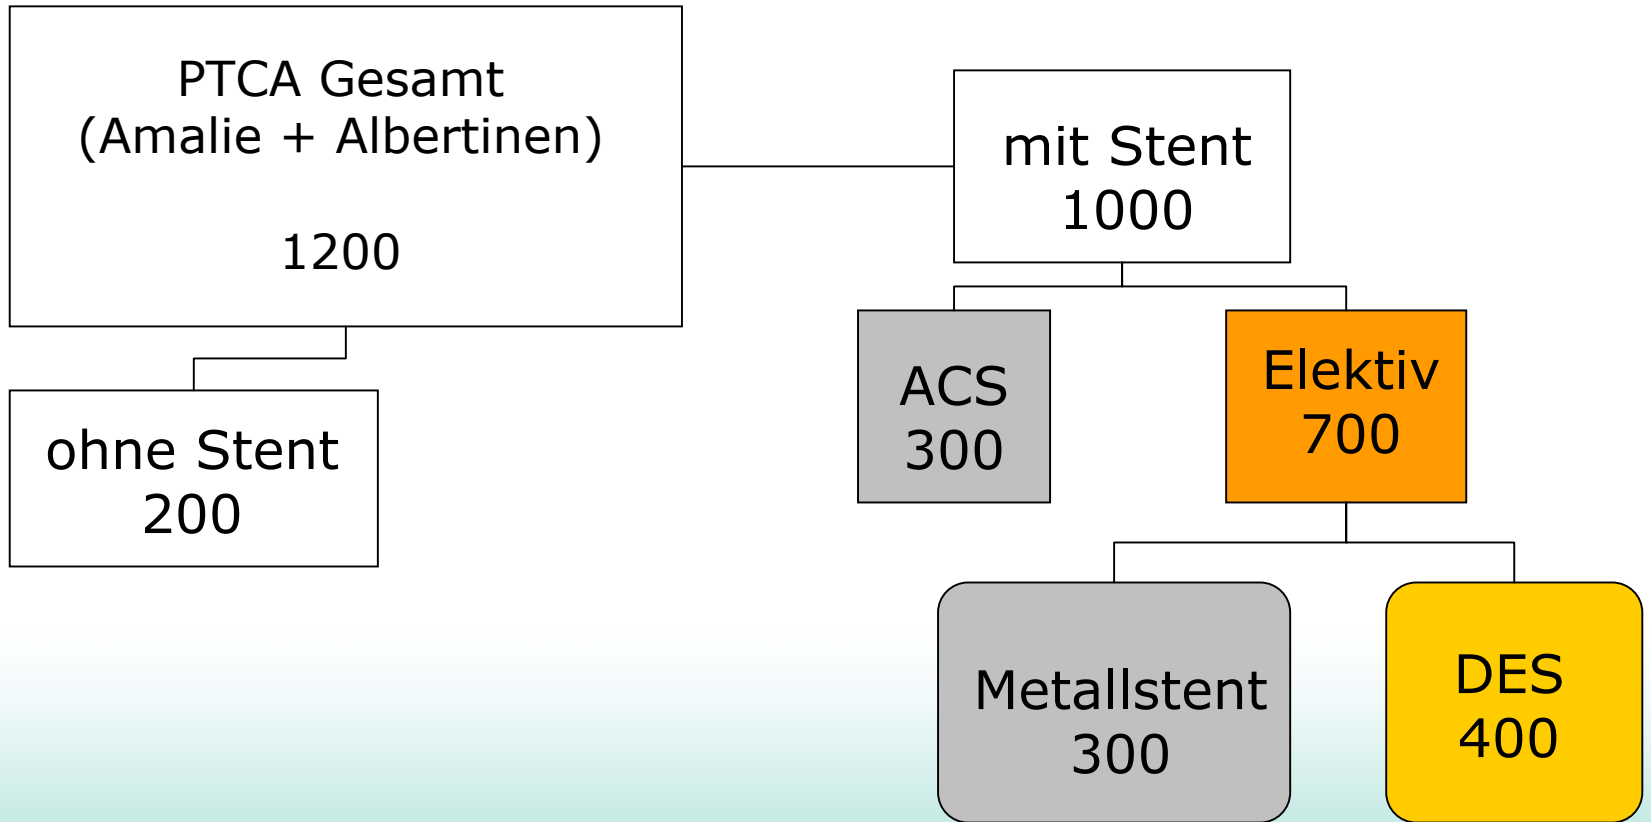 PTCA Gesamt
(Amalie + Albertinen)
1200
mit Stent
1000
ohne Stent
200
ACS
300
Elektiv
700
Metallstent
300
DES
400